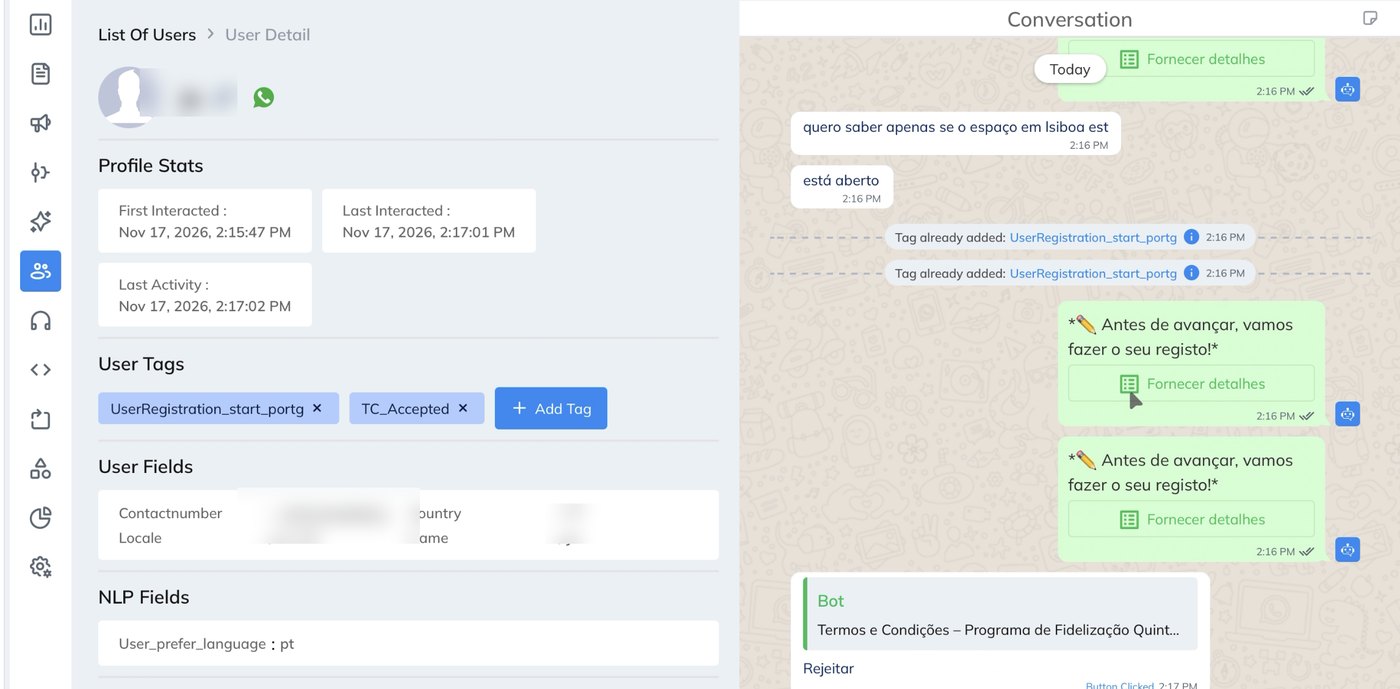 List Of Users > User Detail
Profile Stats
First Interacted :
Nov 17, 2026, 2:15:47 PM
Last Interacted :
Nov 17, 2026, 2:17:01 PM
Last Activity :
Nov 17, 2026, 2:17:02 PM
User Tags
UserRegistration_start_portg ×
TC_Accepted ×
+ Add Tag
User Fields
Contactnumber
ountry
Locale
ame
NLP Fields
User_prefer_language : pt
Conversation
Fornecer detalhes
Today
2:16 PM
quero saber apenas se o espaço em lsiboa est
2:16 PM
está aberto
2:16 PM
Tag already added: UserRegistration_start_portg 2:16 PM
Tag already added: UserRegistration_start_portg 2:16 PM
*✏️ Antes de avançar, vamos
fazer o seu registo!*
Fornecer detalhes
2:16 PM
*✏️ Antes de avançar, vamos
fazer o seu registo!*
Fornecer detalhes
2:16 PM
Bot
Termos e Condições – Programa de Fidelização Quint...
Rejeitar
Button Clicked 2:17 PM